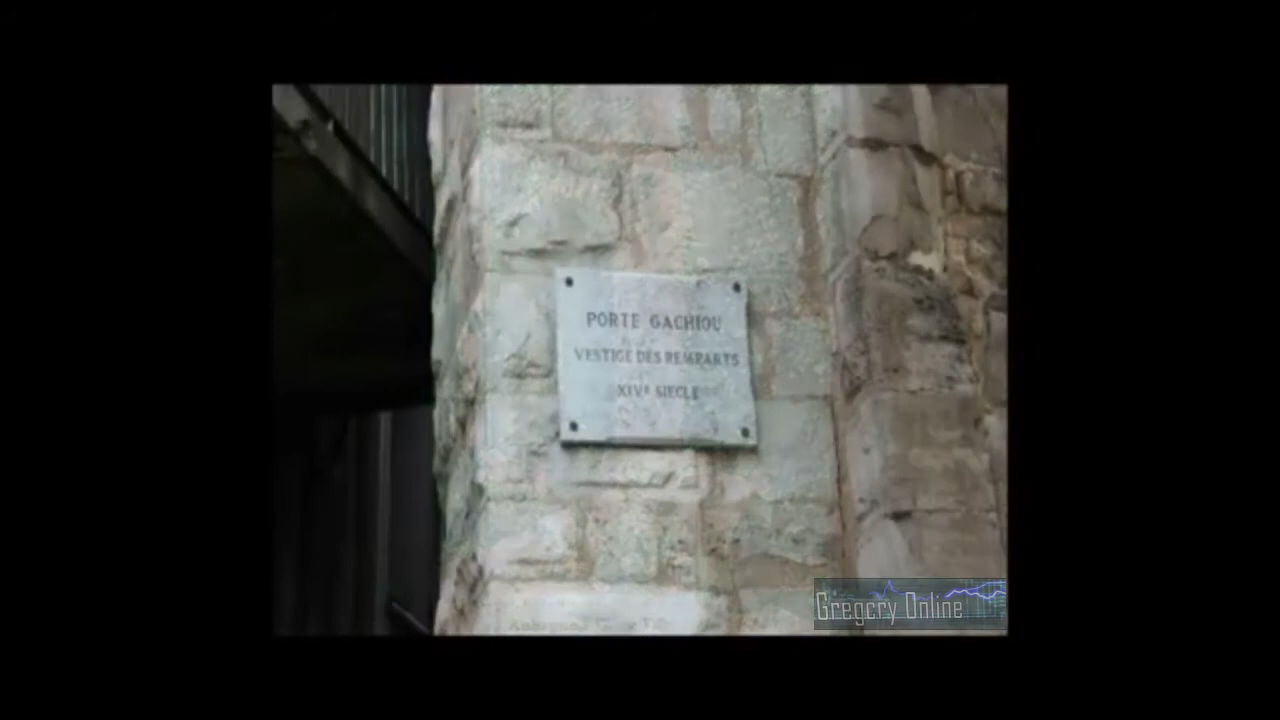 PORTE GACHIOU
VESTIGE DES REMPARTS
XIVE SIECLE
Gregory Online